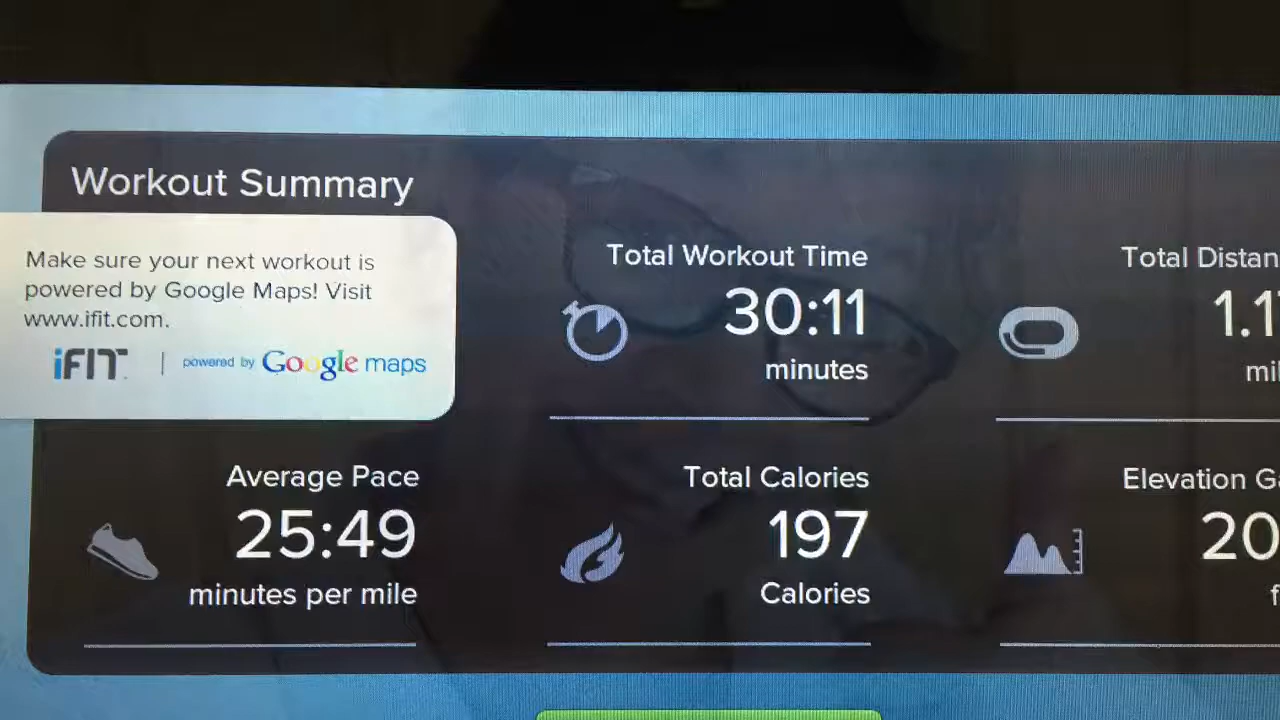 Workout Summary
Make sure your next workout is
powered by Google Maps! Visit
www.ifit.com.
iFIT | powered by Google maps
Total Workout Time
30:11
minutes
Total
Average Pace
25:49
minutes per mile
Total Calories
197
Calories
Elevation